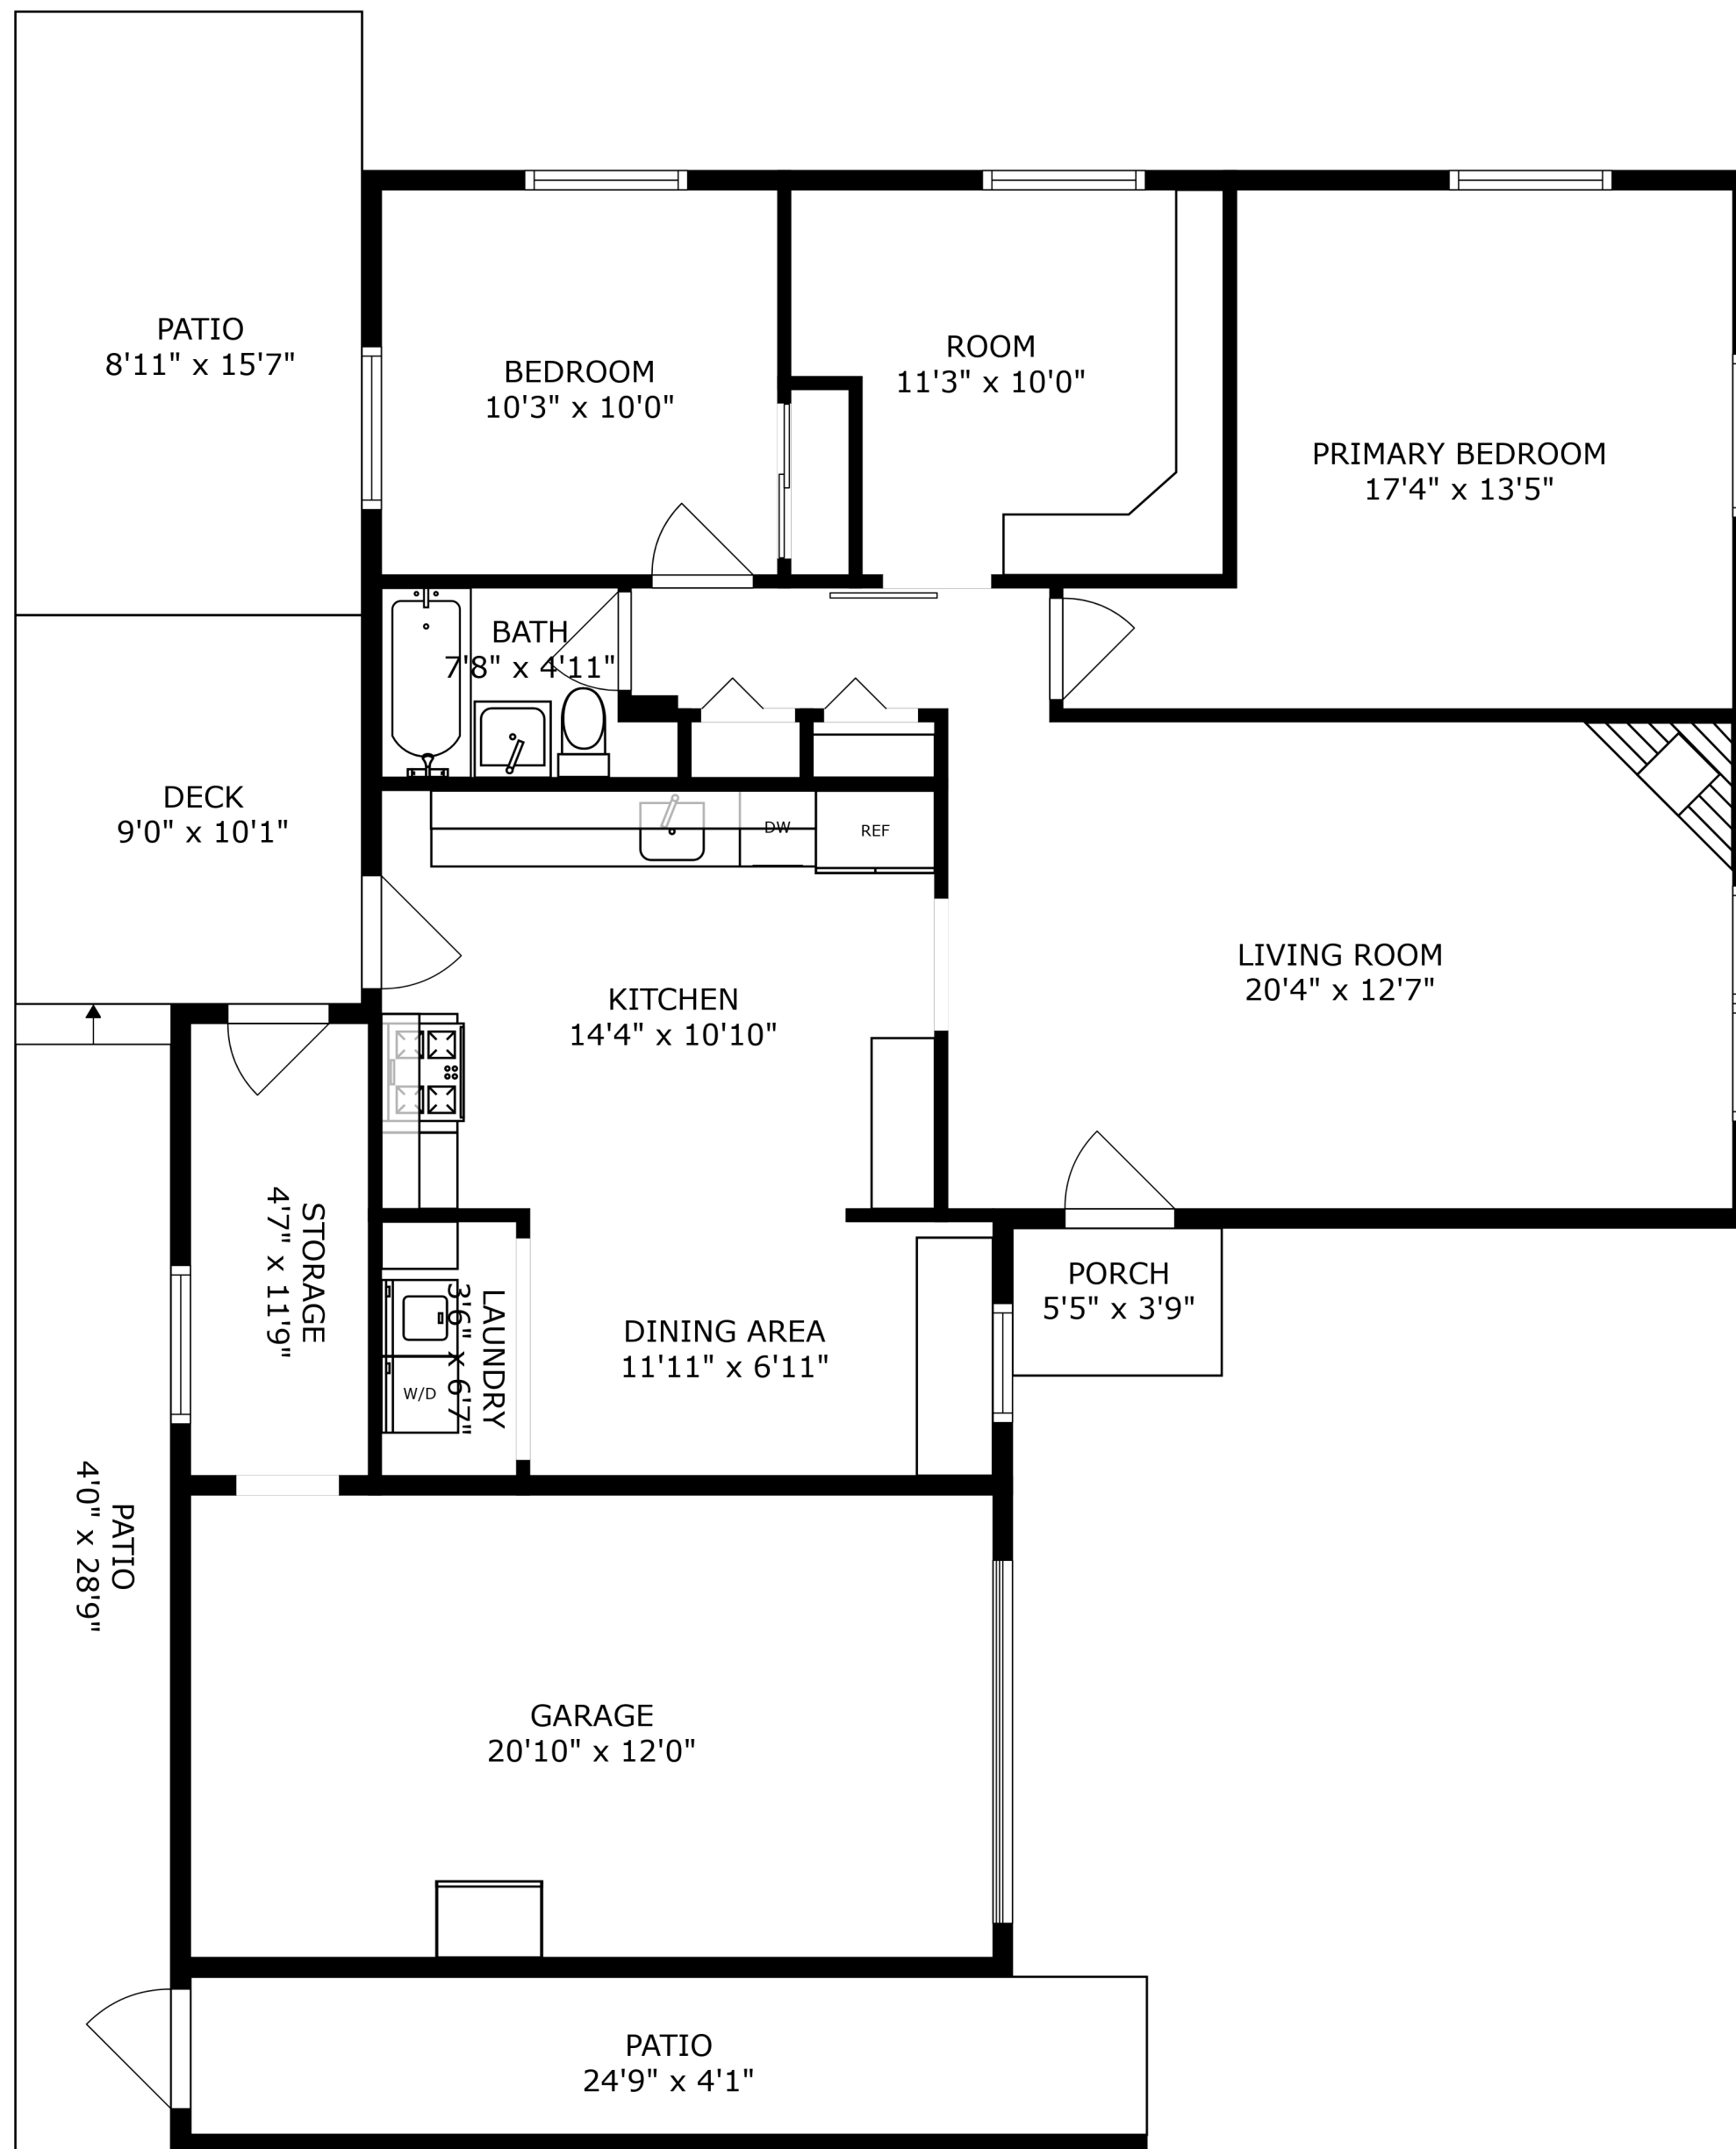 PATIO
8'11" x 15'7"
BEDROOM
10'3" x 10'0"
ROOM
11'3" x 10'0"
PRIMARY BEDROOM
17'4" x 13'5"
BATH
7'8" x 4'11"
DECK
9'0" x 10'1"
DW
REF
KITCHEN
14'4" x 10'10"
LIVING ROOM
20'4" x 12'7"
STORAGE
4'7" x 11'9"
LAUNDRY
3'6" x 6'7"
W/D
DINING AREA
11'11" x 6'11"
PORCH
5'5" x 3'9"
PATIO
4'0" x 28'9"
GARAGE
20'10" x 12'0"
PATIO
24'9" x 4'1"